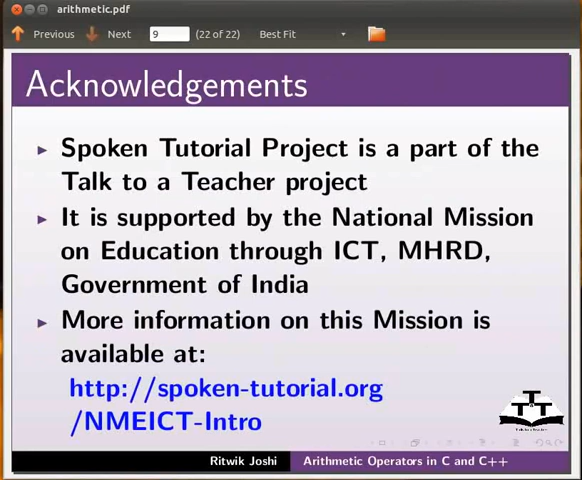 arithmetic.pdf
Previous Next 9 (22 of 22) Best Fit
Acknowledgements
Spoken Tutorial Project is a part of the
Talk to a Teacher project
It is supported by the National Mission
on Education through ICT, MHRD,
Government of India
More information on this Mission is
available at:
http://spoken-tutorial.org
/NMEICT-Intro
TTT
Ritwik Joshi Arithmetic Operators in C and C++